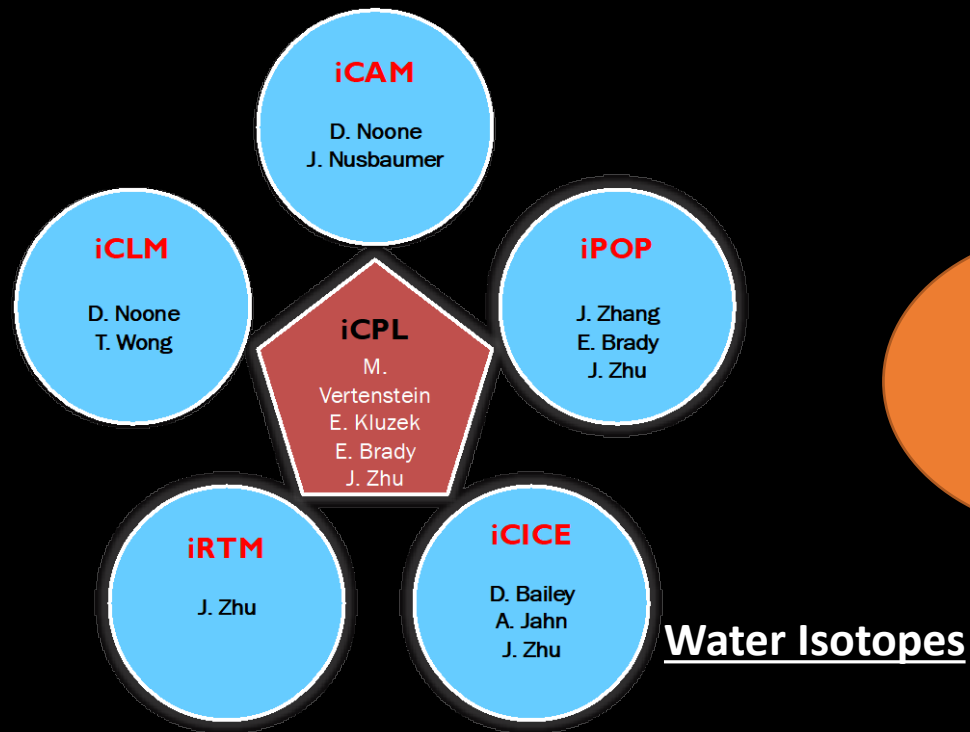 iCAM
D. Noone
J. Nusbaumer
iCLM
D. Noone
T. Wong
iPOP
J. Zhang
E. Brady
J. Zhu
iCPL
M.
Vertenstein
E. Kluzek
E. Brady
J. Zhu
iRTM
J. Zhu
iCICE
D. Bailey
A. Jahn
J. Zhu
Water Isotopes